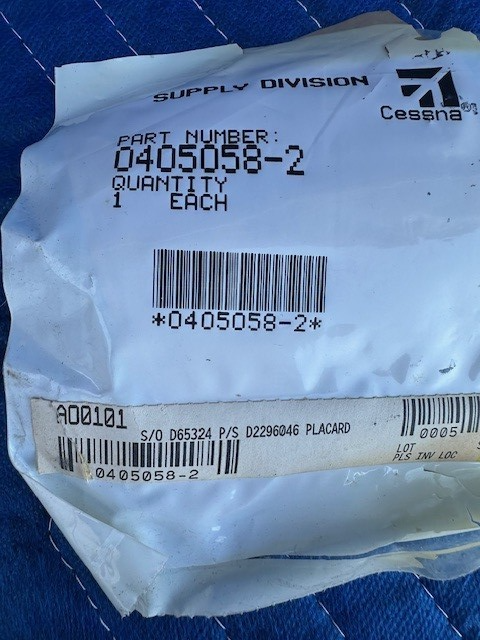 SUPPLY DIVISION
Cessna
PART NUMBER:
0405058-2
QUANTITY
1 EACH
*0405058-2*
A00101
S/O D65324 P/S D2296046 PLACARD
0405058-2
0005
LOT
PLS INV LOC